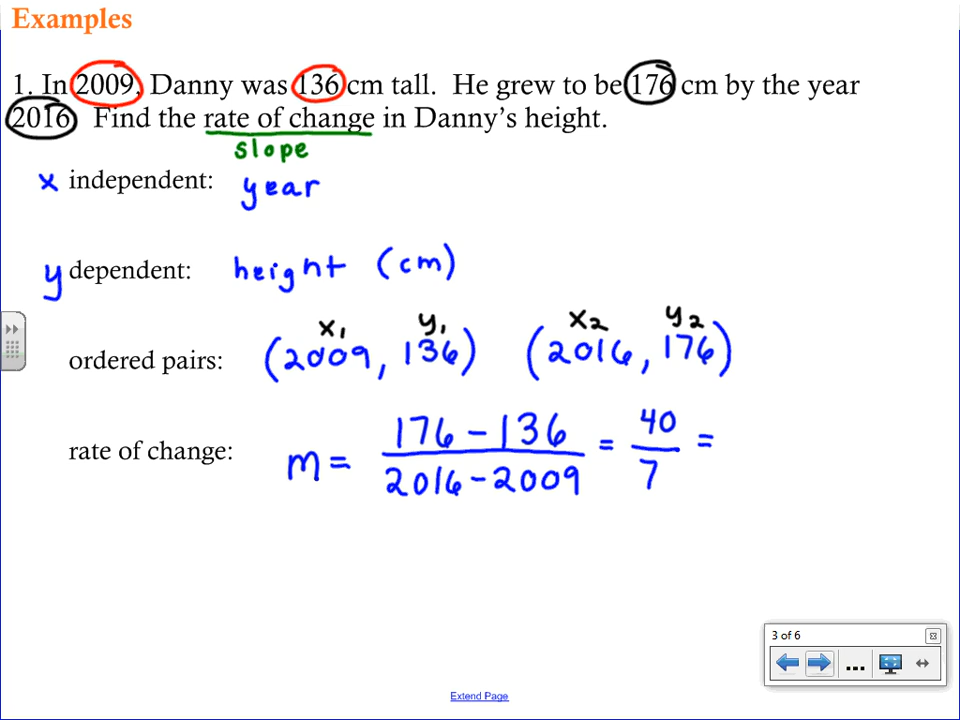 Examples
1. In 2009, Danny was 136 cm tall. He grew to be 176 cm by the year
2016. Find the rate of change in Danny's height.
slope
x independent: year
y dependent: height (cm)
x₁ y₁ x₂ y₂
ordered pairs: (2009, 136) (2016, 176)
rate of change: m = 176 - 136 / 2016 - 2009 = 40 / 7 =
3 of 6
...
Extend Page